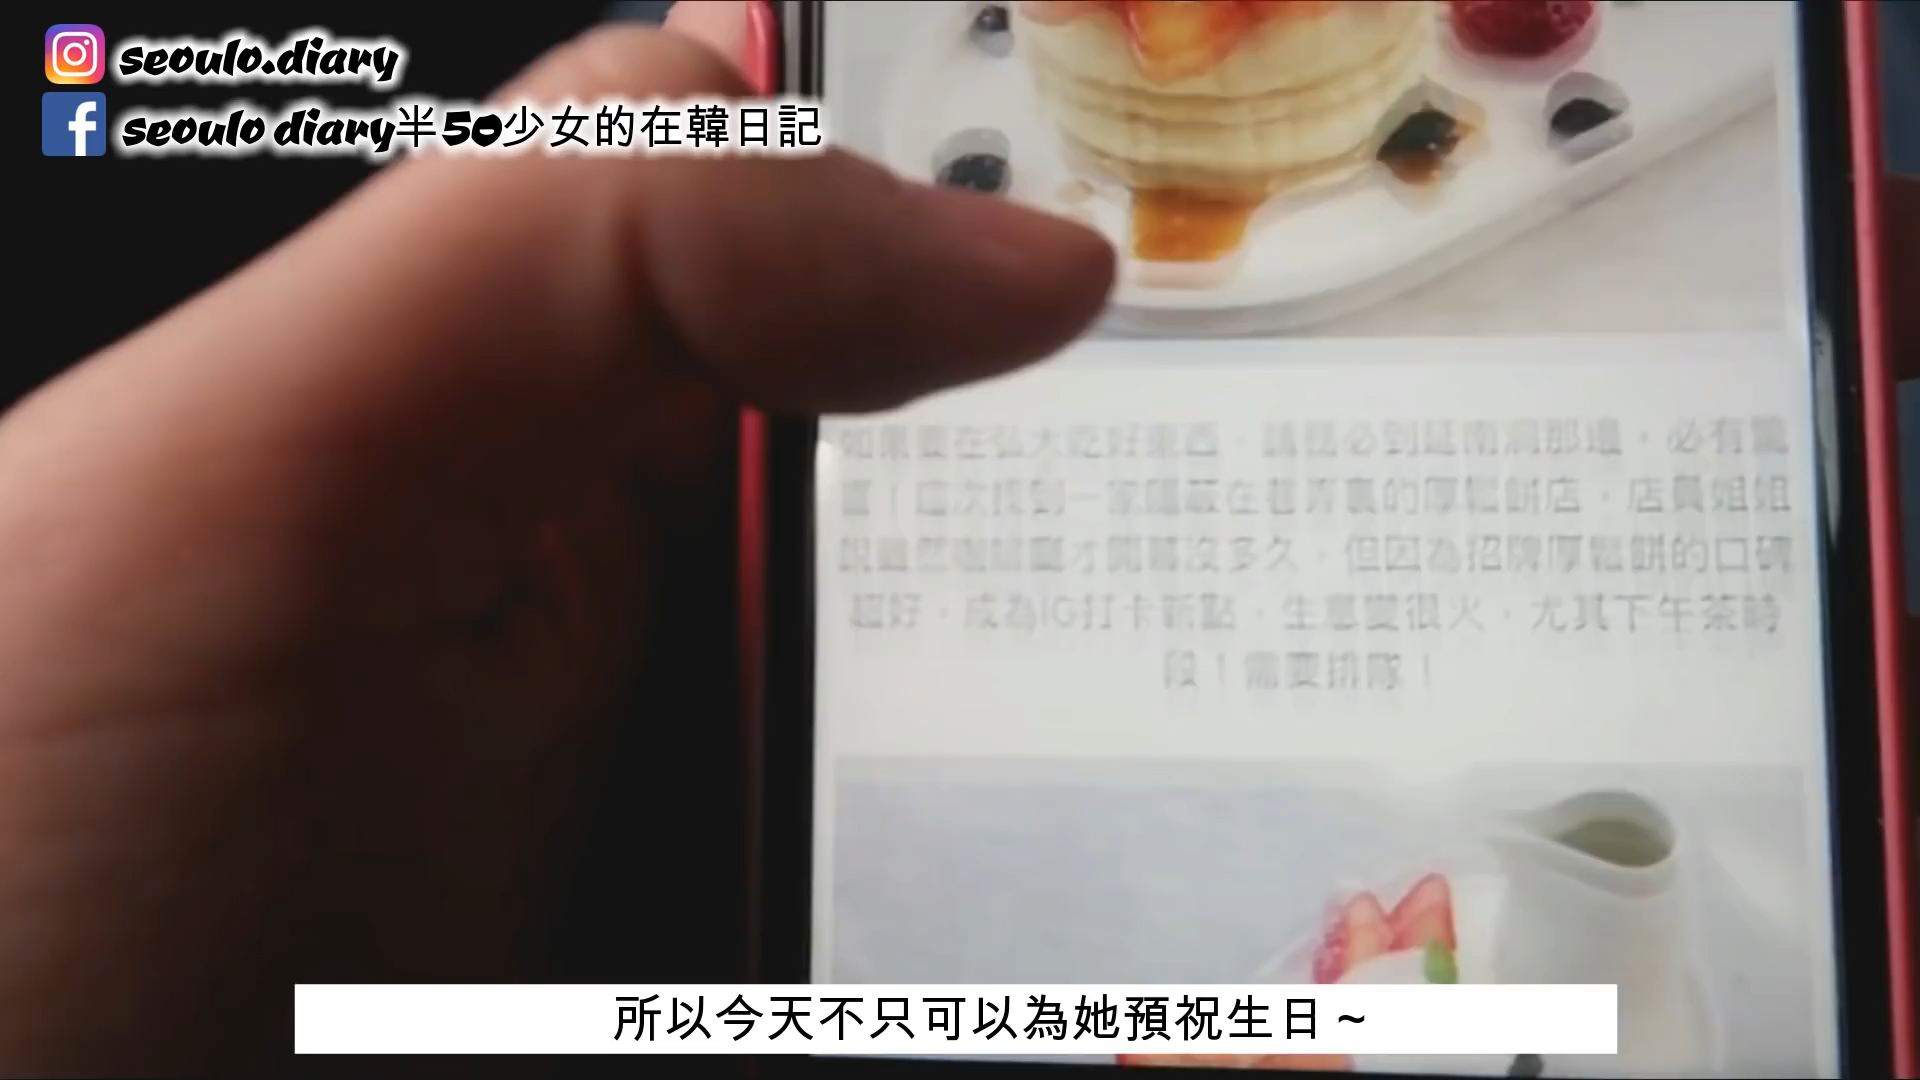 seoulo.diary
seoulo diary半50少女的在韓日記
如果要在弘大吃好東西，請務必到延南洞那邊，必有驚
喜！這次找到一家隱藏在巷弄裏的厚鬆餅店，店員姐姐
說雖然咖啡廳才開幕沒多久，但因為招牌厚鬆餅的口碑
超好，成為IG打卡新點，生意變很火，尤其下午茶時
段！需要排隊！
所以今天不只可以為她預祝生日~